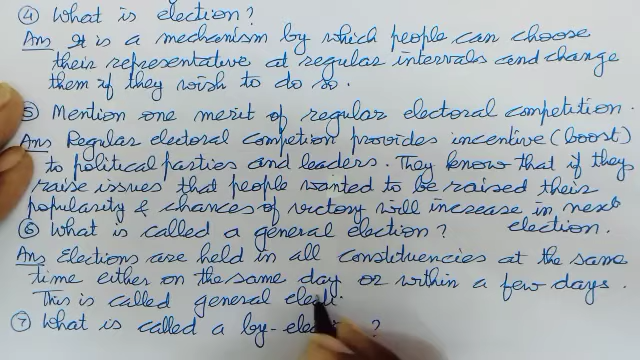 ④ What is election?
Ans It is a mechanism by which people can choose
their representative at regular intervals and change
them if they wish to do so.
⑤ Mention one merit of regular electoral competition.
Ans Regular electoral competion provides incentive (boost)
to political parties and leaders. They know that if they
raise issues that people wanted to be raised their
popularity & chances of victory will increase in next
election.
⑥ What is called a general election?
Ans Elections are held in all constituencies at the same
time either on the same day or within a few days.
This is called general
⑦ What is called a by- ?